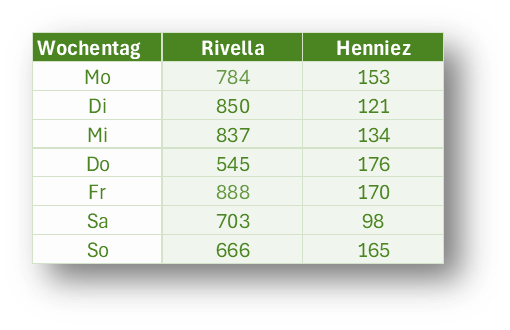 Wochentag Rivella Henniez
Mo 784 153
Di 850 121
Mi 837 134
Do 545 176
Fr 888 170
Sa 703 98
So 666 165